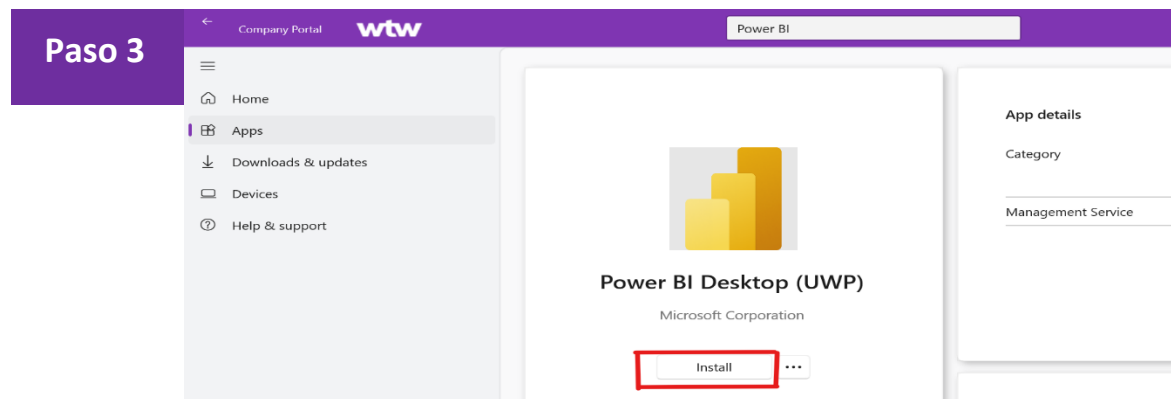 Paso 3
Company Portal
wtw
Power BI
Home
Apps
Downloads & updates
Devices
Help & support
Power BI Desktop (UWP)
Microsoft Corporation
Install
App details
Category
Management Service